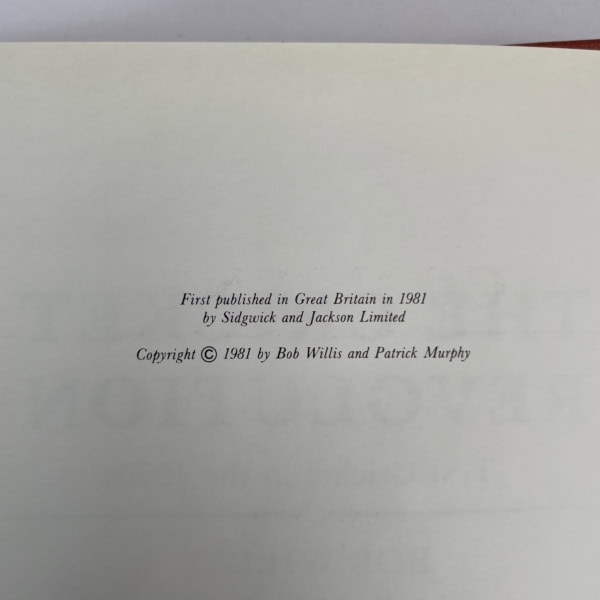 First published in Great Britain in 1981
by Sidgwick and Jackson Limited
Copyright © 1981 by Bob Willis and Patrick Murphy
REVOLUTION